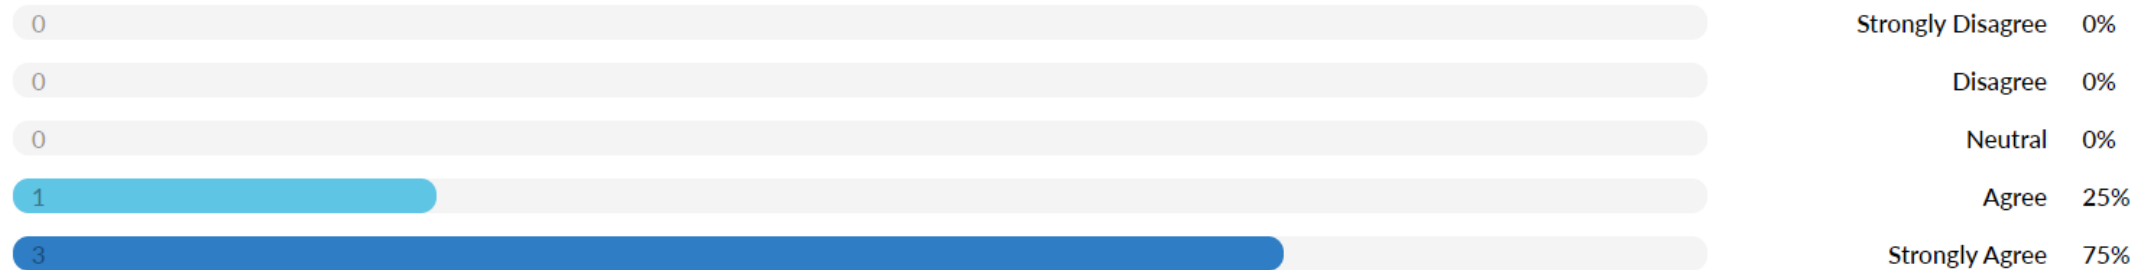 0 Strongly Disagree 0%
0 Disagree 0%
0 Neutral 0%
1 Agree 25%
3 Strongly Agree 75%